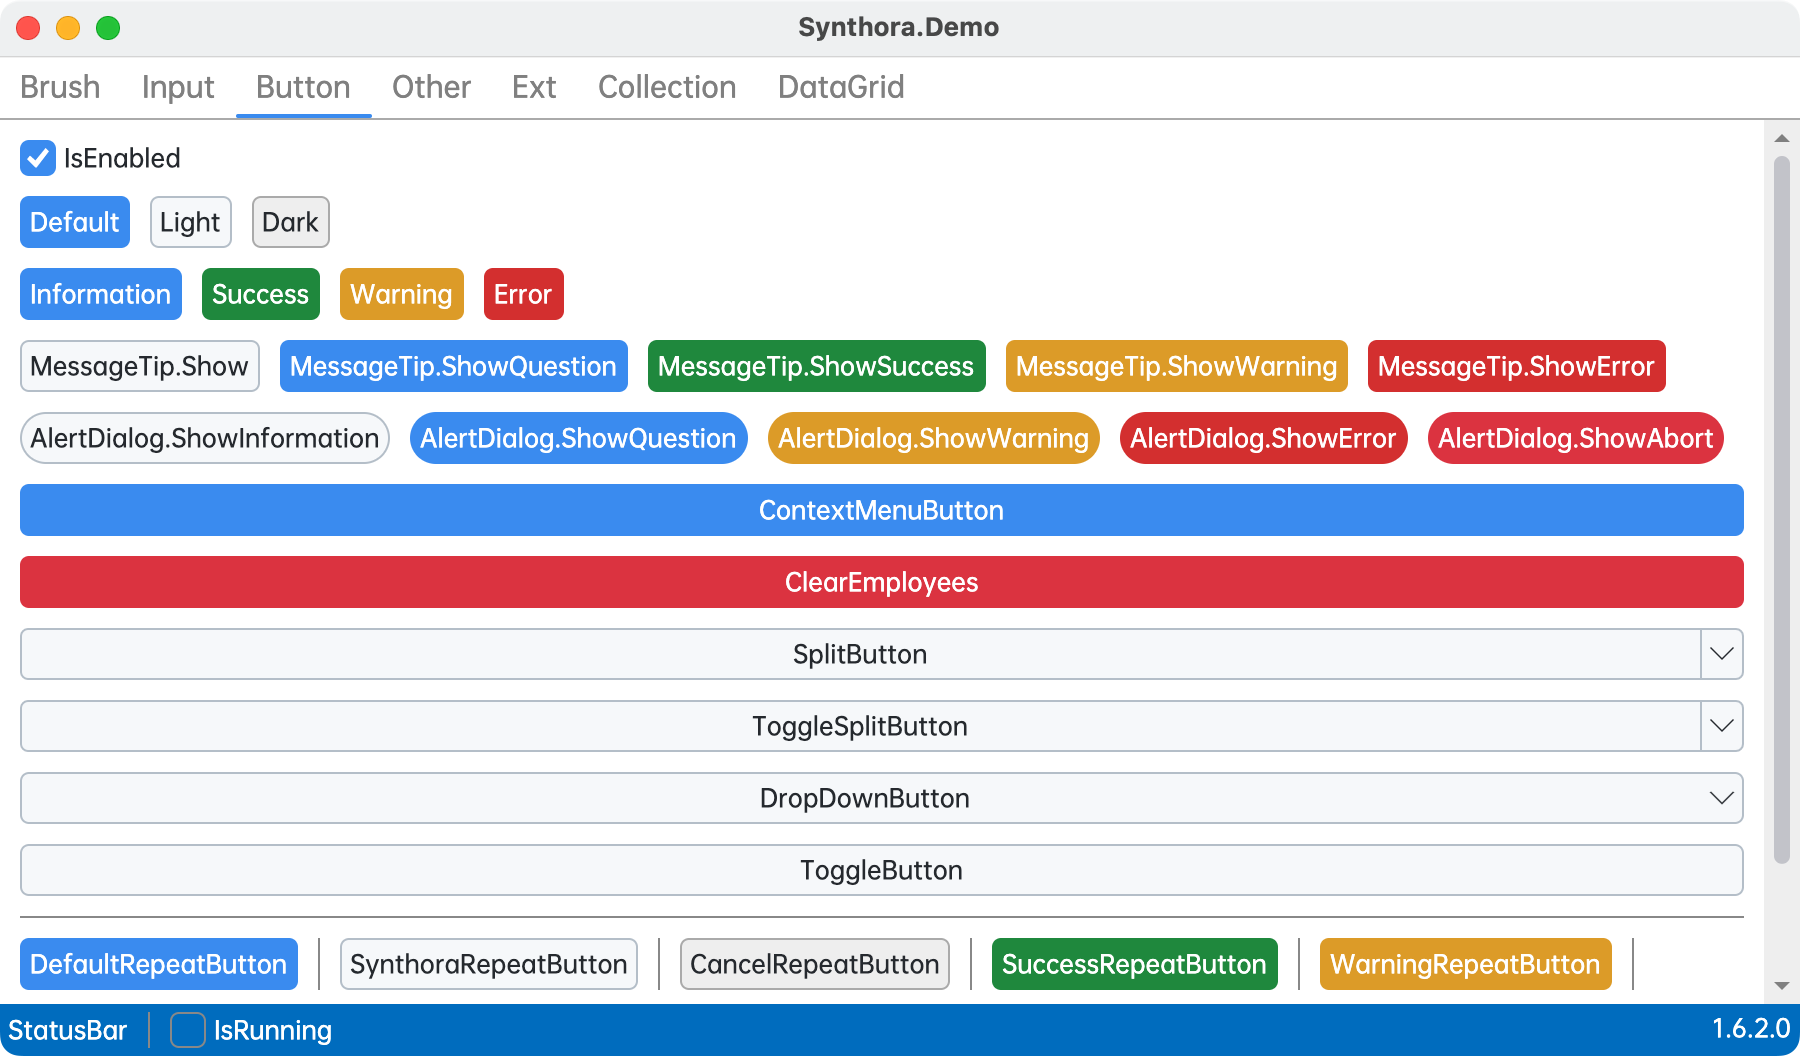 Synthora.Demo
Brush Input Button Other Ext Collection DataGrid
IsEnabled
Default Light Dark
Information Success Warning Error
MessageTip.Show MessageTip.ShowQuestion MessageTip.ShowSuccess MessageTip.ShowWarning MessageTip.ShowError
AlertDialog.ShowInformation AlertDialog.ShowQuestion AlertDialog.ShowWarning AlertDialog.ShowError AlertDialog.ShowAbort
ContextMenuButton
ClearEmployees
SplitButton
ToggleSplitButton
DropDownButton
ToggleButton
DefaultRepeatButton SynthoraRepeatButton CancelRepeatButton SuccessRepeatButton WarningRepeatButton
StatusBar IsRunning 1.6.2.0